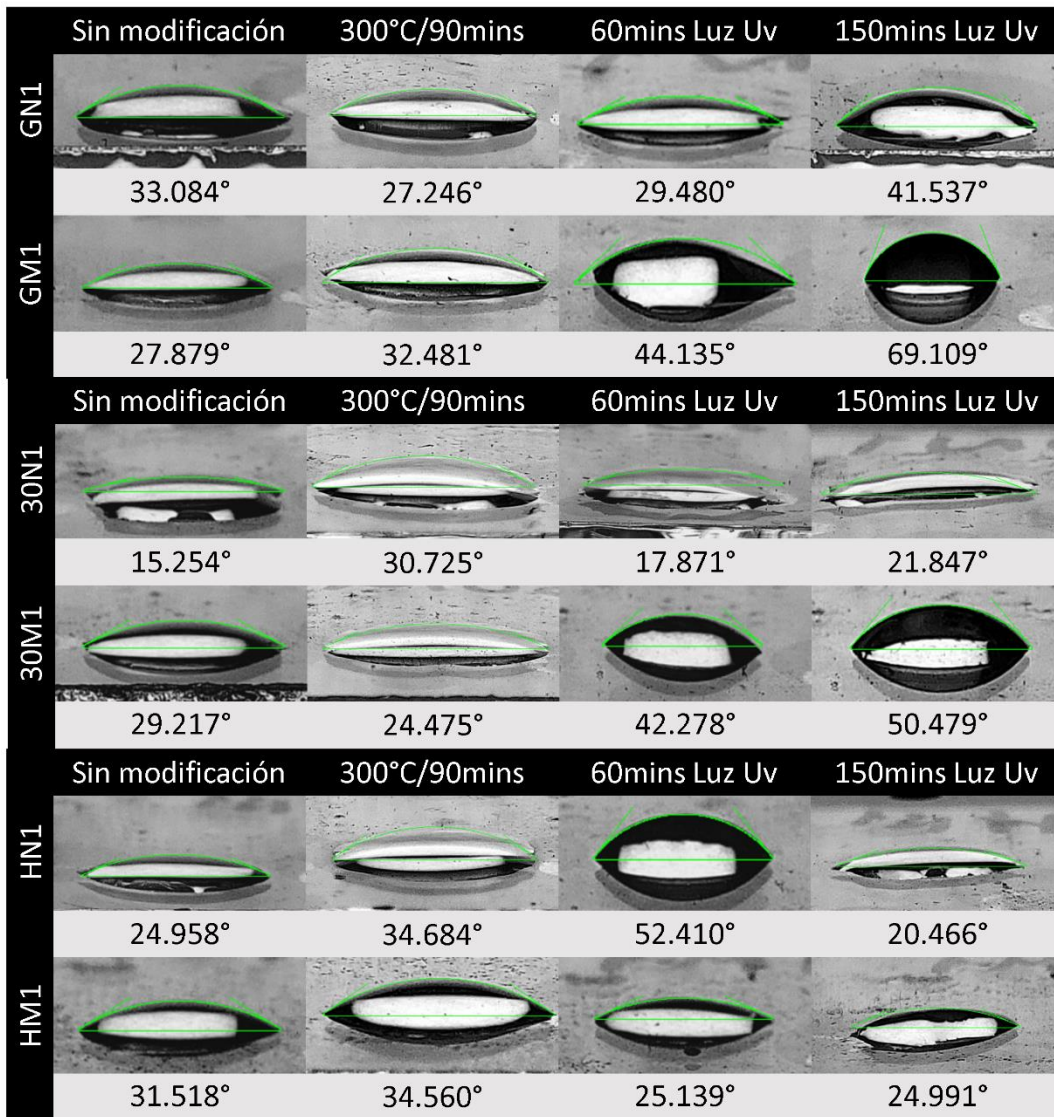 Sin modificación 300°C/90mins 60mins Luz Uv 150mins Luz Uv
GN1
33.084° 27.246° 29.480° 41.537°
GM1
27.879° 32.481° 44.135° 69.109°
Sin modificación 300°C/90mins 60mins Luz Uv 150mins Luz Uv
30N1
15.254° 30.725° 17.871° 21.847°
30M1
29.217° 24.475° 42.278° 50.479°
Sin modificación 300°C/90mins 60mins Luz Uv 150mins Luz Uv
HN1
24.958° 34.684° 52.410° 20.466°
HM1
31.518° 34.560° 25.139° 24.991°